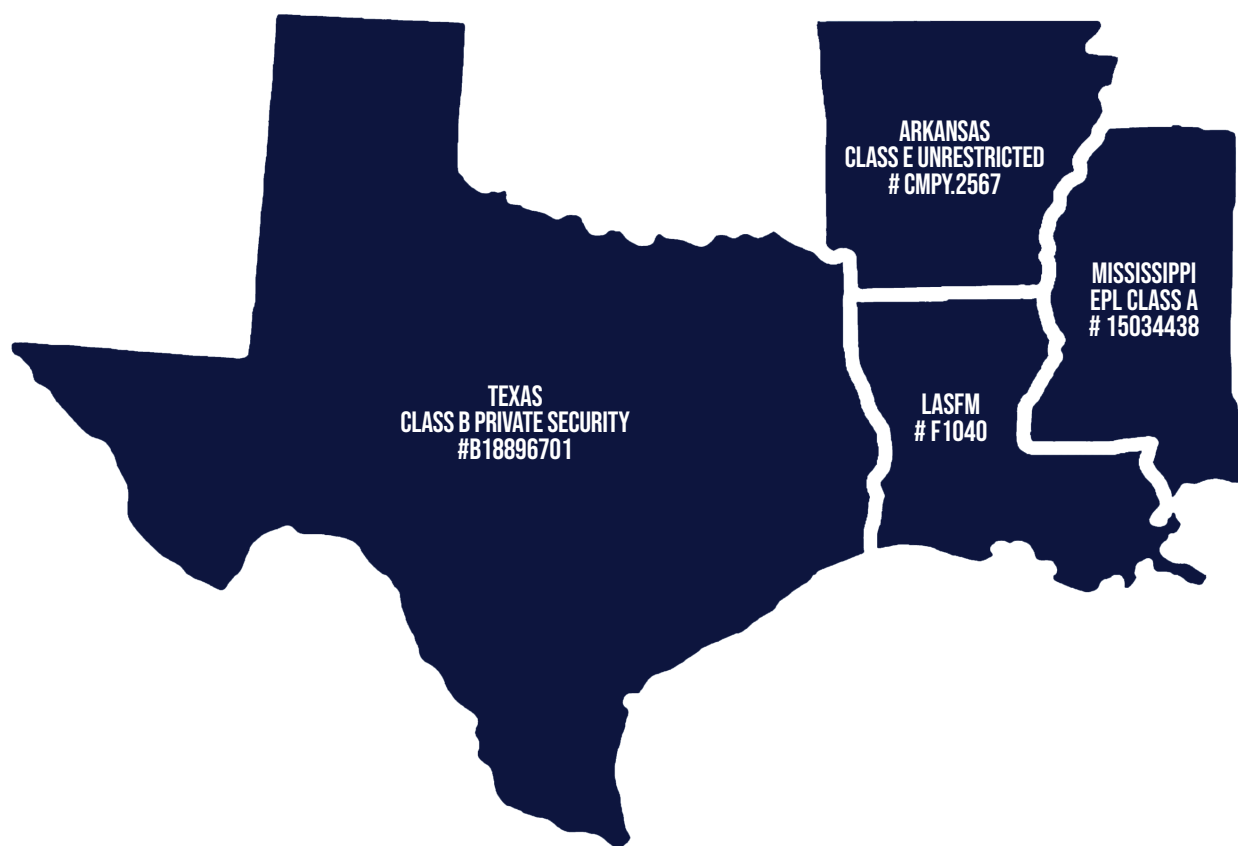 ARKANSAS
CLASS E UNRESTRICTED
# CMPY.2567
MISSISSIPPI
EPL CLASS A
# 15034438
TEXAS
CLASS B PRIVATE SECURITY
#B18896701
LASFM
# F1040